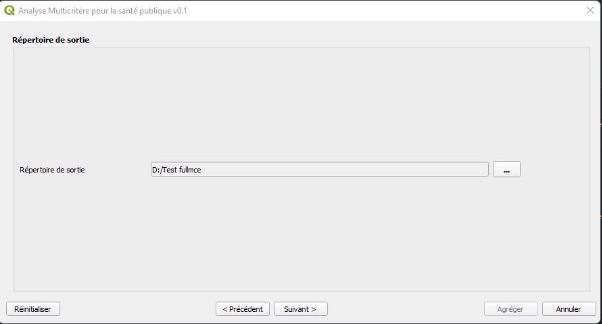 Analyse Multicritère pour la santé publique v0.1
Répertoire de sortie
Répertoire de sortie
D:/Test fullmce
...
Réinitialiser
< Précédent
Suivant >
Agréger
Annuler